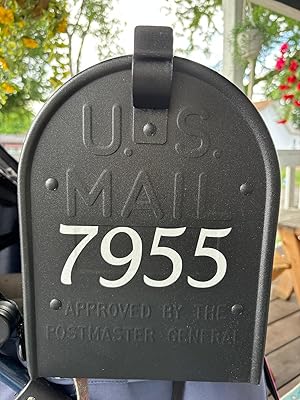 U.S.
MAIL
7955
APPROVED BY THE
POSTMASTER GENERAL